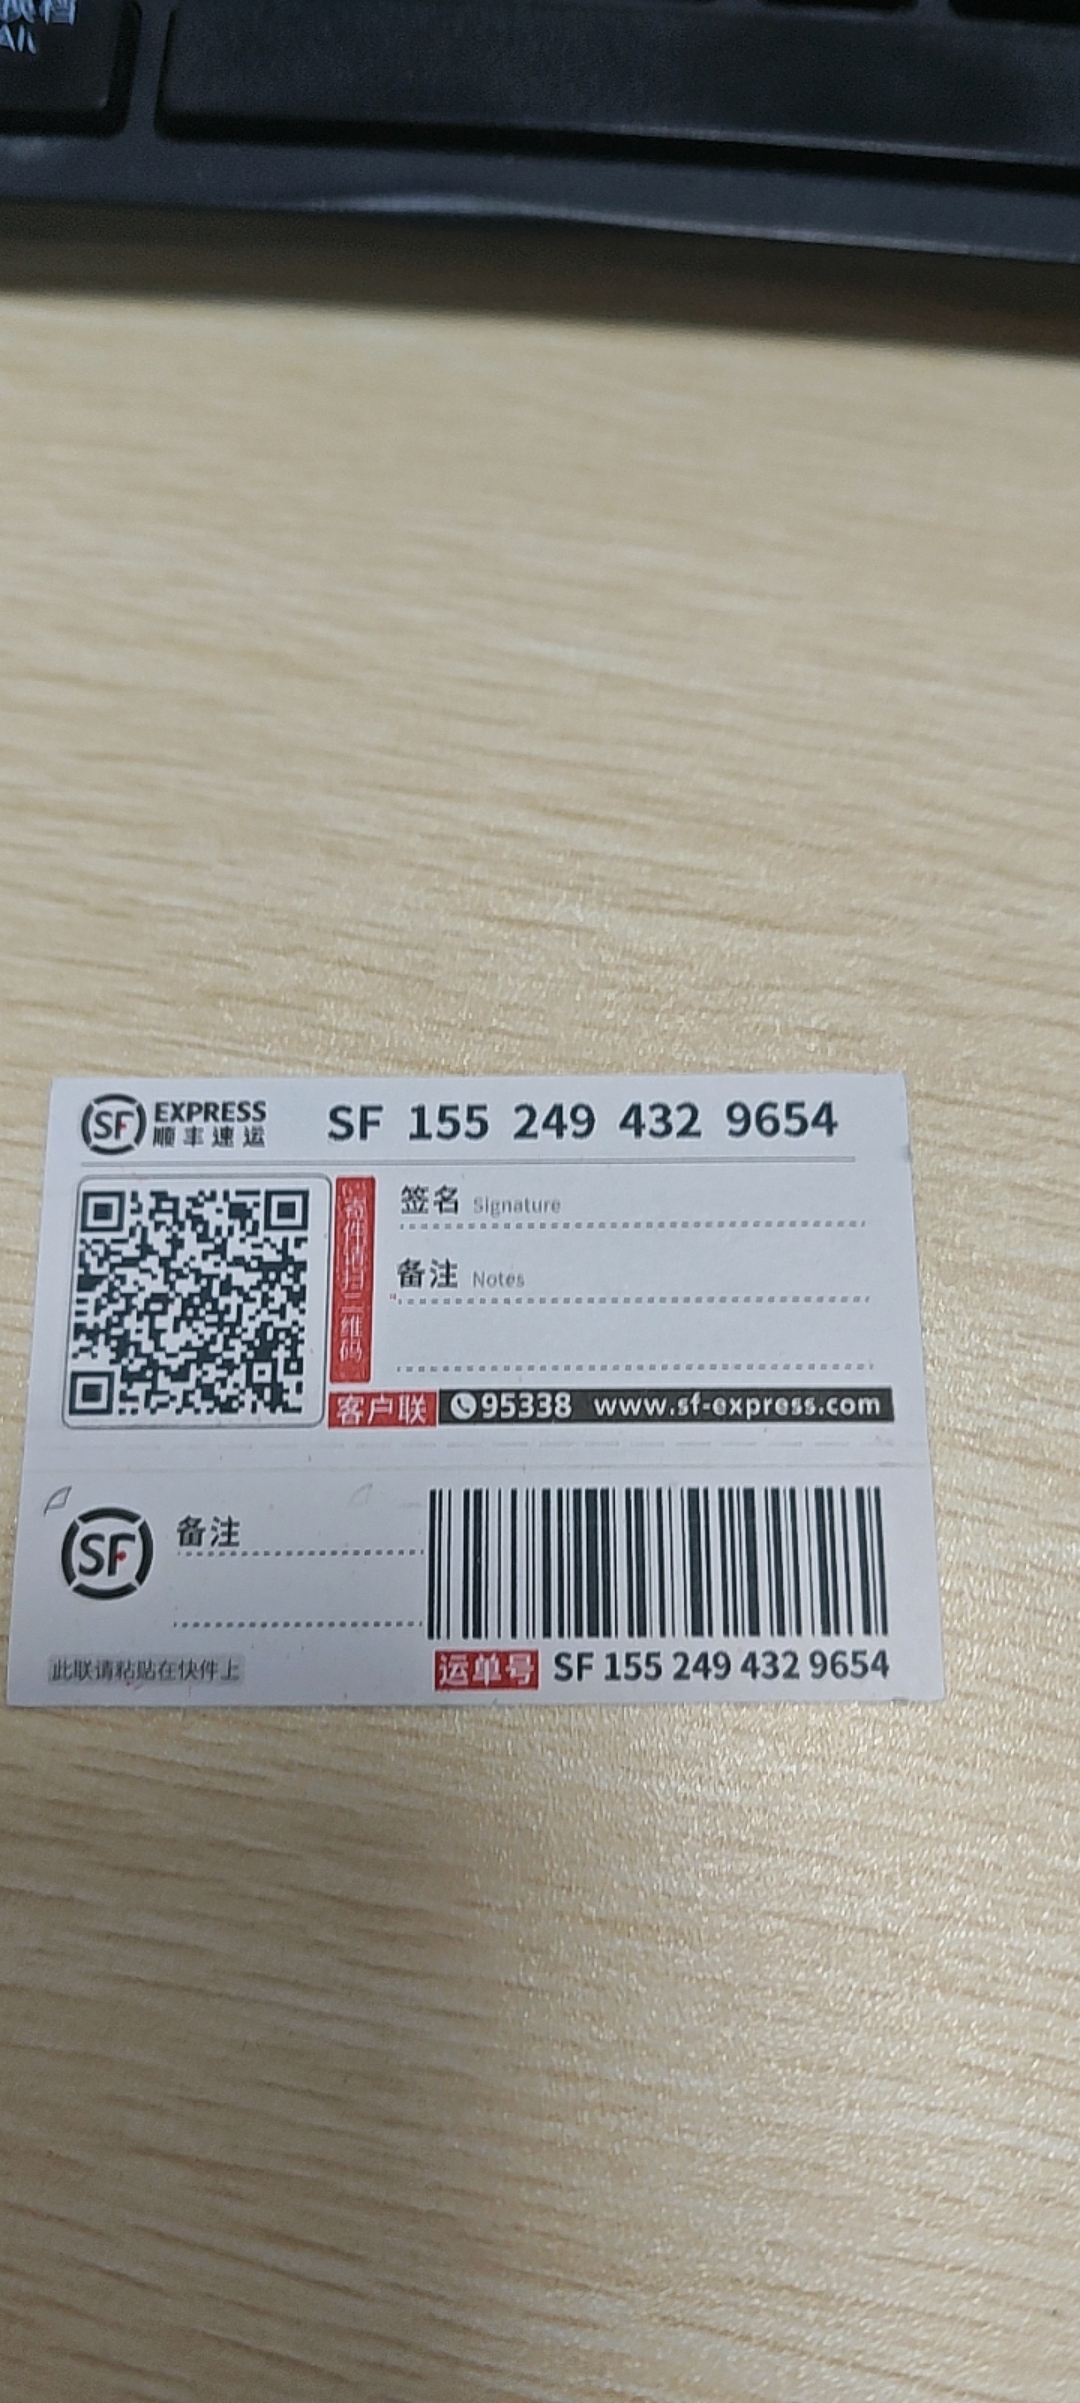 SF EXPRESS
顺丰速运
SF 155 249 432 9654
寄件请扫二维码
签名 Signature
备注 Notes
客户联 95338 www.sf-express.com
SF
备注
此联请粘贴在快件上
运单号 SF 155 249 432 9654